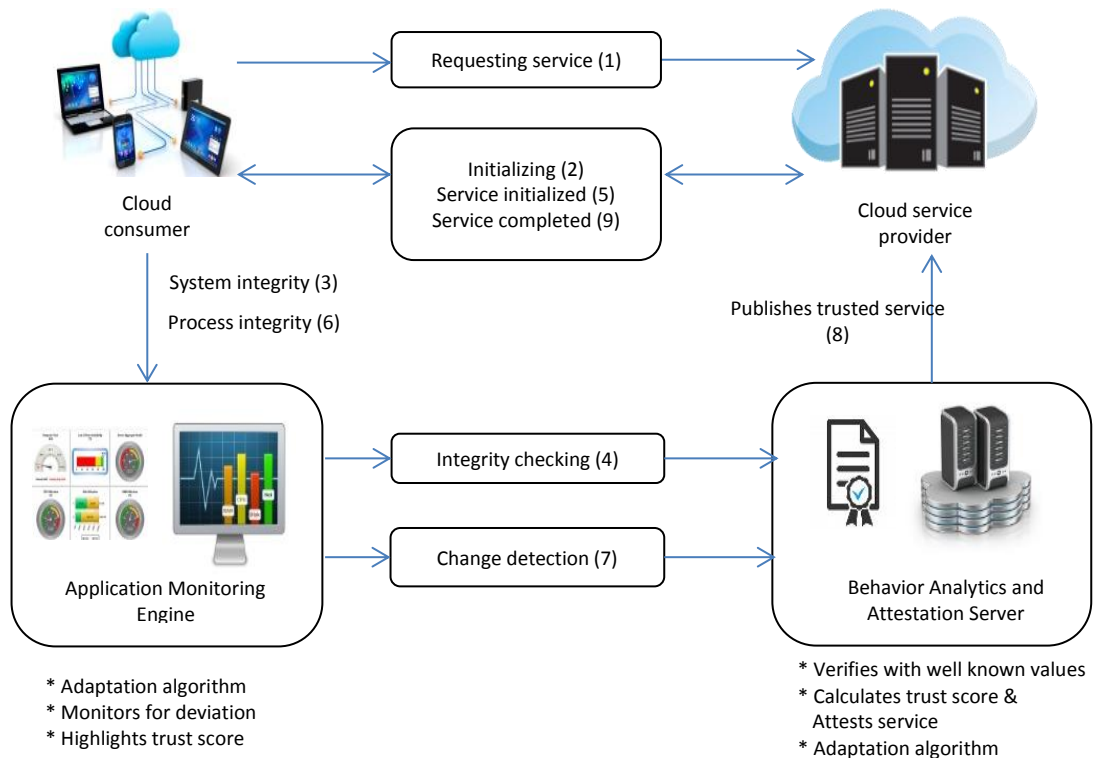 Requesting service (1)
Initializing (2)
Service initialized (5)
Service completed (9)
Cloud
consumer
Cloud service
provider
System integrity (3)
Process integrity (6)
Publishes trusted service
(8)
Integrity checking (4)
Change detection (7)
Application Monitoring
Engine
Behavior Analytics and
Attestation Server
* Adaptation algorithm
* Monitors for deviation
* Highlights trust score
* Verifies with well known values
* Calculates trust score &
Attests service
* Adaptation algorithm